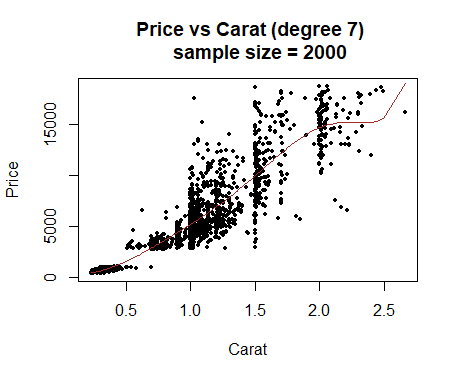 Price vs Carat (degree 7)
sample size = 2000
Price
15000
5000
0
0.5 1.0 1.5 2.0 2.5
Carat